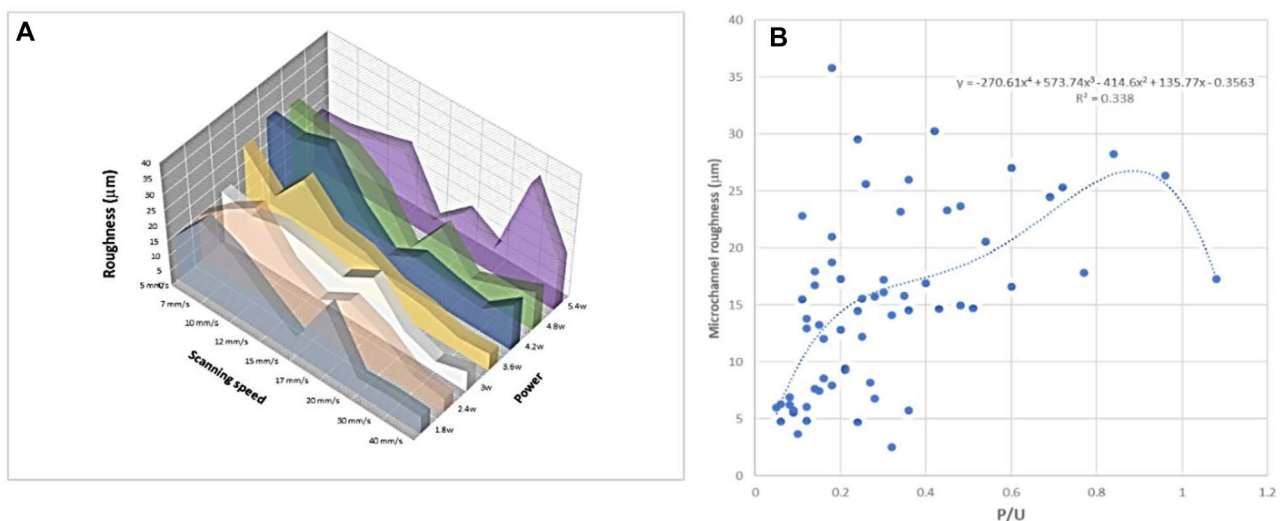 A
Roughness (µm)
40
35
30
25
20
15
10
5
5 mm/s
7 mm/s
10 mm/s
12 mm/s
15 mm/s
17 mm/s
20 mm/s
30 mm/s
40 mm/s
Scanning speed
1.8w
2.4w
3w
3.6w
4.2w
4.8w
5.4w
Power
B
y = -270.61x⁴ + 573.74x³ - 414.6x² + 135.77x - 0.3563
R² = 0.338
Microchannel roughness (µm)
40
35
30
25
20
15
10
5
0
0
0.2
0.4
0.6
0.8
1
1.2
P/U